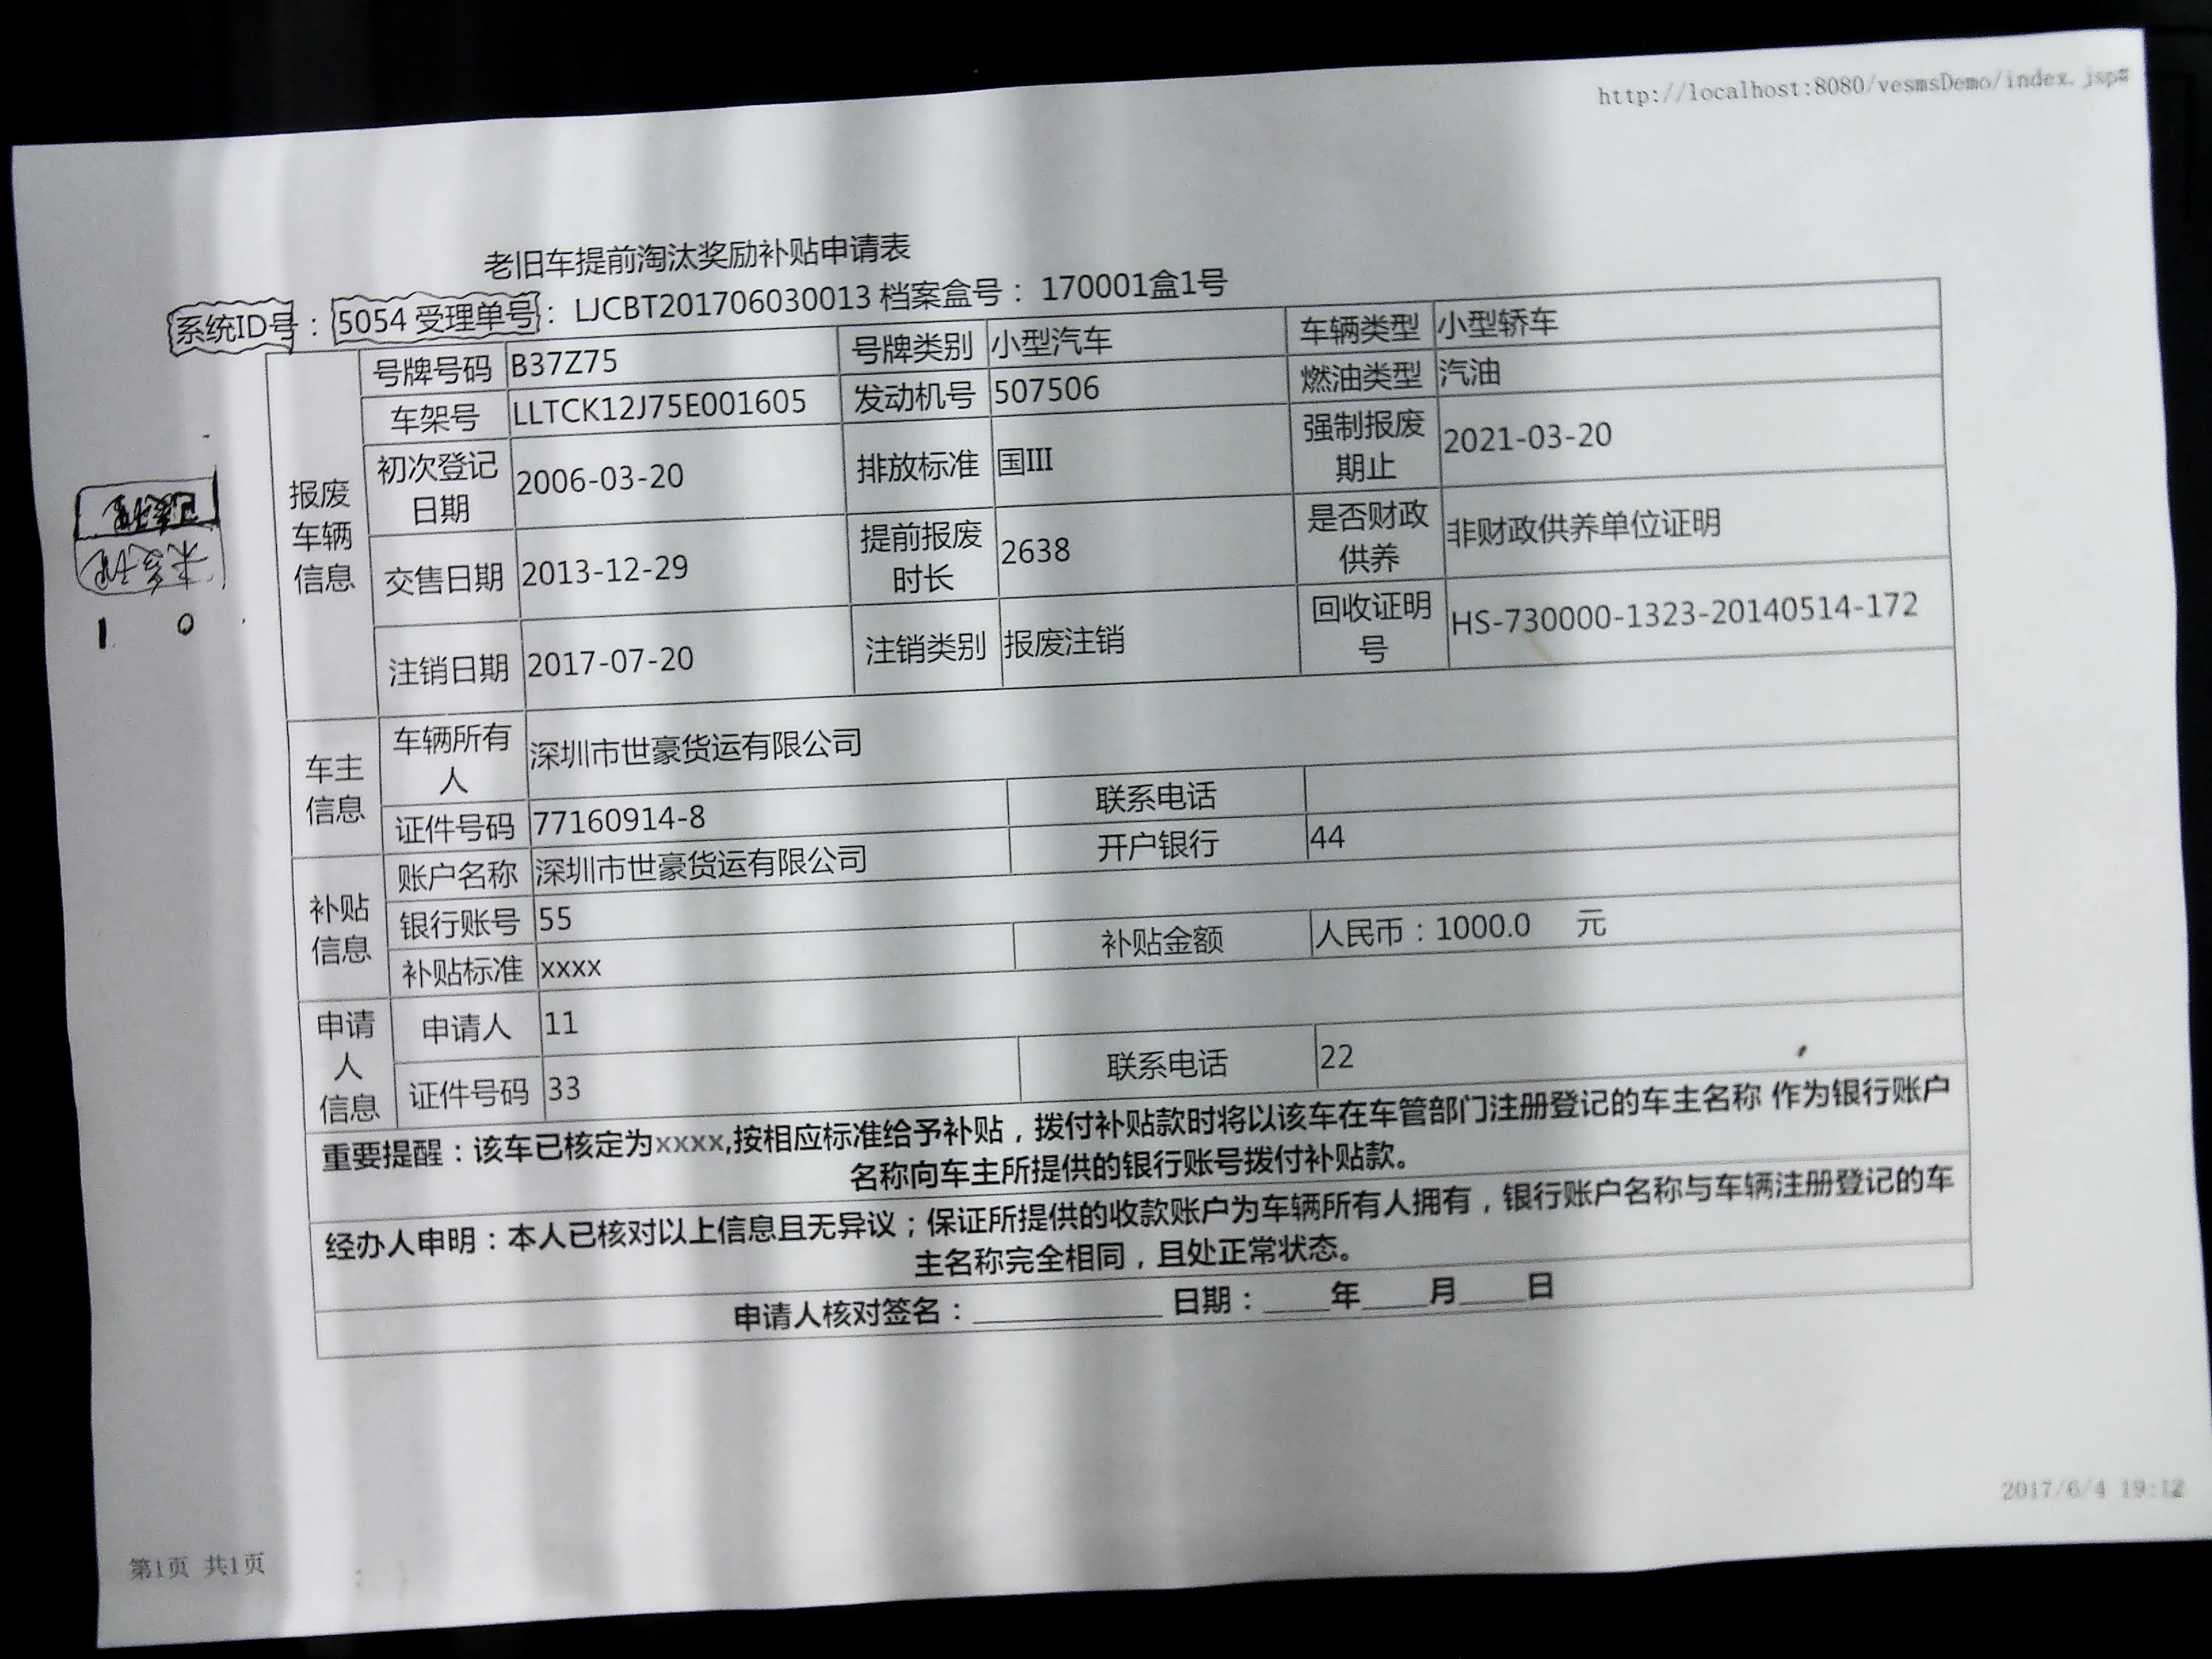 http://localhost:8080/vesmsDemo/index.jsp#
老旧车提前淘汰奖励补贴申请表
系统ID号：5054 受理单号：LJCBT201706030013 档案盒号：170001盒1号
报废车辆信息
号牌号码 B37Z75 号牌类别 小型汽车 车辆类型 小型轿车
车架号 LLTCK12J75E001605 发动机号 507506 燃油类型 汽油
初次登记日期 2006-03-20 排放标准 国III 强制报废期止 2021-03-20
交售日期 2013-12-29 提前报废时长 2638 是否财政供养 非财政供养单位证明
注销日期 2017-07-20 注销类别 报废注销 回收证明号 HS-730000-1323-20140514-172
车主信息
车辆所有人 深圳市世豪货运有限公司
证件号码 77160914-8 联系电话
补贴信息
账户名称 深圳市世豪货运有限公司 开户银行 44
银行账号 55
补贴标准 xxxx 补贴金额 人民币：1000.0 元
申请人信息
申请人 11
证件号码 33 联系电话 22
重要提醒：该车已核定为xxxx,按相应标准给予补贴，拨付补贴款时将以该车在车管部门注册登记的车主名称 作为银行账户
名称向车主所提供的银行账号拨付补贴款。
经办人申明：本人已核对以上信息且无异议；保证所提供的收款账户为车辆所有人拥有，银行账户名称与车辆注册登记的车
主名称完全相同，且处正常状态。
申请人核对签名：____________ 日期：____年____月____日
1 0
第1页 共1页
2017/6/4 19:12